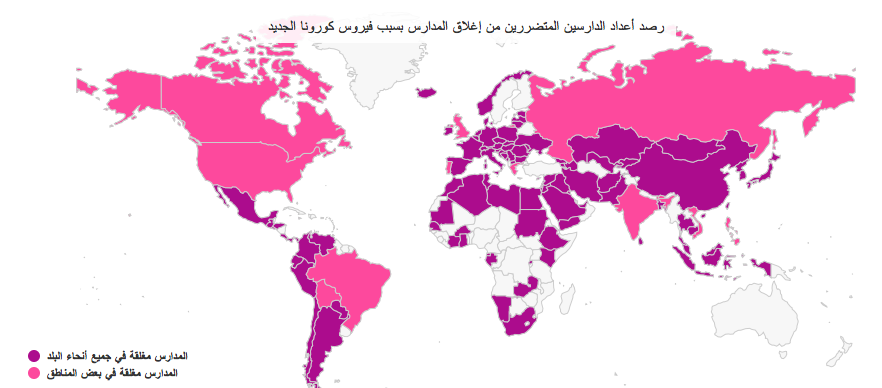 رصد أعداد الدارسين المتضررين من إغلاق المدارس بسبب فيروس كورونا الجديد
المدارس مغلقة في جميع أنحاء البلد
المدارس مغلقة في بعض المناطق